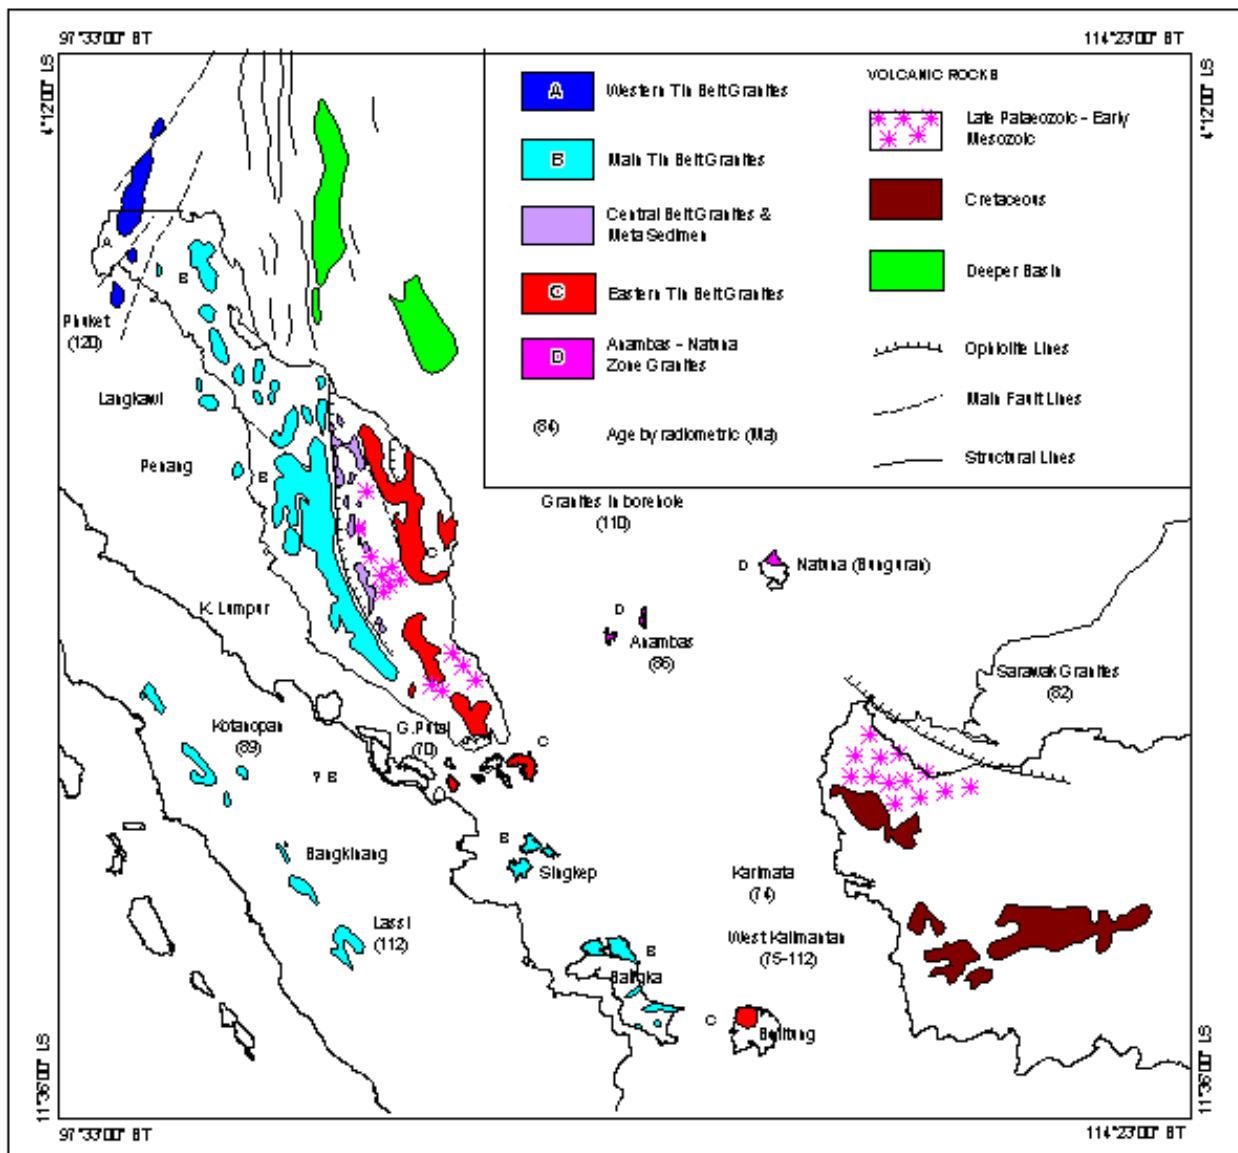 97°33'00" BT
114°23'00" BT
4°12'00" LS
4°12'00" LS
A
Western Tin Belt Granites
B
Main Tin Belt Granites
Central Belt Granites &
Meta Sedimen
C
Eastern Tin Belt Granites
D
Anambas - Natuna
Zone Granites
(84)
Age by radiometric (Ma)
VOLCANIC ROCKS
Late Palaeozoic - Early
Mesozoic
Cretaceous
Deeper Basin
Ophiolite Lines
Main Fault Lines
Structural Lines
A
B
Phuket
(120)
Langkawi
Penang
B
C
Granites in borehole
(110)
D
Natuna (Bunguran)
D
Anambas
(86)
K. Lumpur
Sarawak Granites
(82)
Kotanopan
(89)
G. Pulai
(70)
C
? B
B
Singkep
Bangkinang
Karimata
(74)
Lassi
(112)
West Kalimantan
(75-112)
B
Bangka
C
Belitung
11°36'00" LS
11°36'00" LS
97°33'00" BT
114°23'00" BT